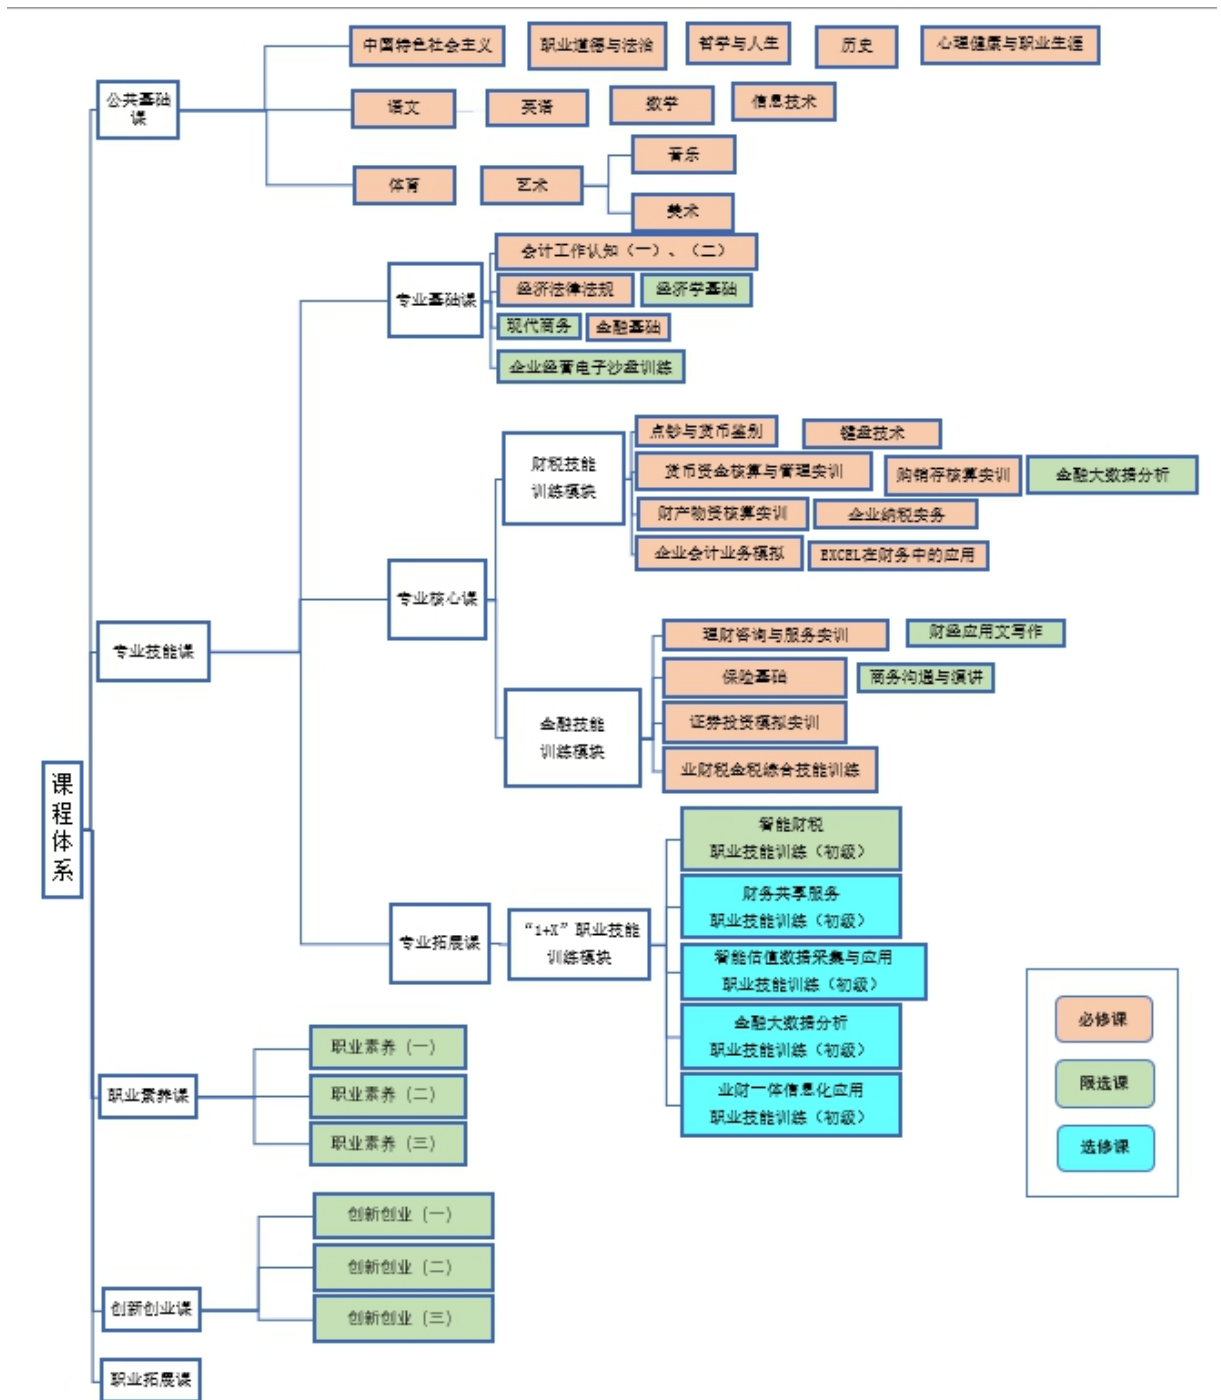 中国特色社会主义 职业道德与法治 哲学与人生 历史 心理健康与职业生涯
公共基础
课
语文 英语 数学 信息技术
音乐
体育 艺术
美术
会计工作认知（一）、（二）
专业基础课
经济法律法规 经济学基础
现代商务 金融基础
企业经营电子沙盘训练
点钞与货币鉴别 键盘技术
财税技能
训练模块
货币资金核算与管理实训 购销存核算实训 金融大数据分析
财产物资核算实训 企业纳税实务
企业会计业务模拟 EXCEL在财务中的应用
专业核心课
理财咨询与服务实训 财经应用文写作
专业技能课
保险基础 商务沟通与演讲
金融技能
训练模块
证券投资模拟实训
业财税金税综合技能训练
课
程
体
系
智能财税
职业技能训练（初级）
财务共享服务
职业技能训练（初级）
专业拓展课
“1+X”职业技能
训练模块
智能估值数据采集与应用
职业技能训练（初级）
金融大数据分析
职业技能训练（初级）
业财一体信息化应用
职业技能训练（初级）
必修课
限选课
选修课
职业素养（一）
职业素养课
职业素养（二）
职业素养（三）
创新创业（一）
创新创业（二）
创新创业课
创新创业（三）
职业拓展课